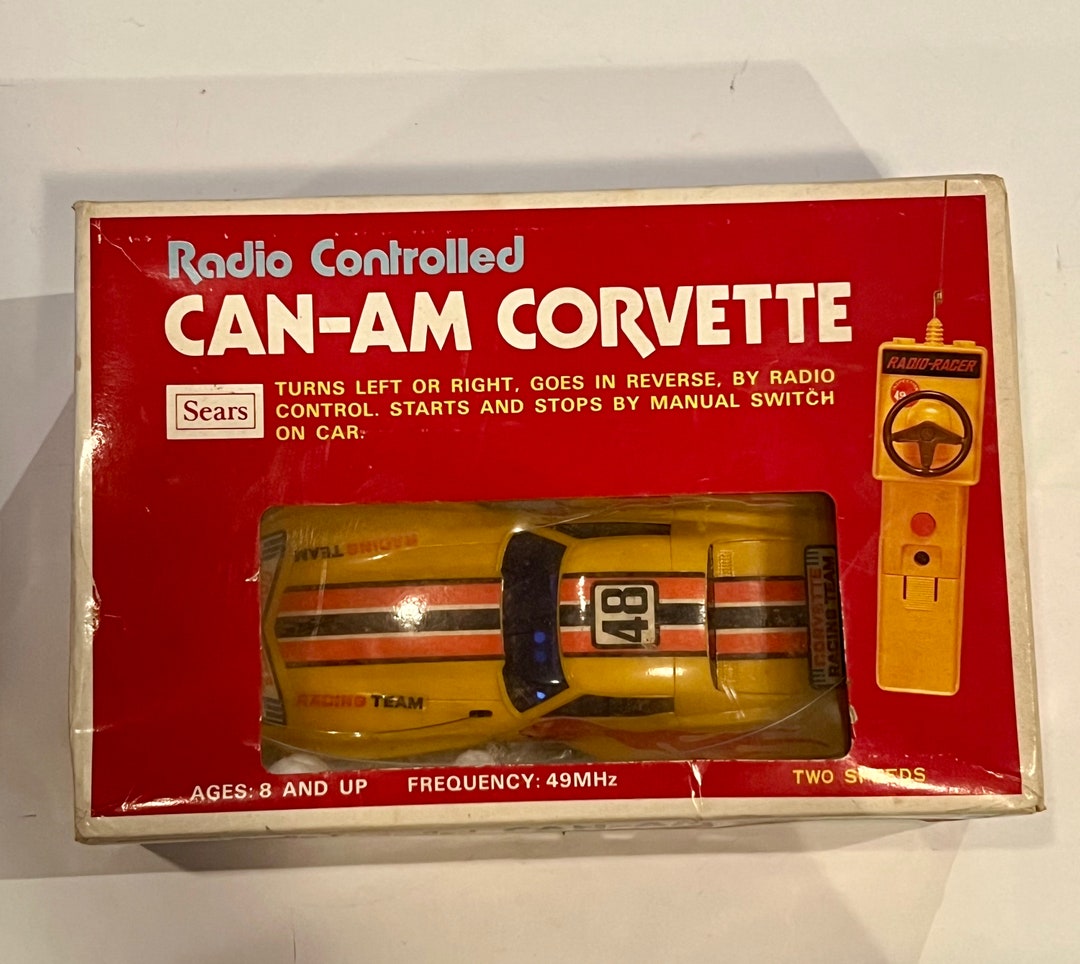 Radio Controlled
CAN-AM CORVETTE
Sears
TURNS LEFT OR RIGHT, GOES IN REVERSE, BY RADIO
CONTROL. STARTS AND STOPS BY MANUAL SWITCH
ON CAR.
RADIO-RACER
49
RACING TEAM
48
CORVETTE
RACING TEAM
RACING TEAM
AGES: 8 AND UP
FREQUENCY: 49MHz
TWO SPEEDS